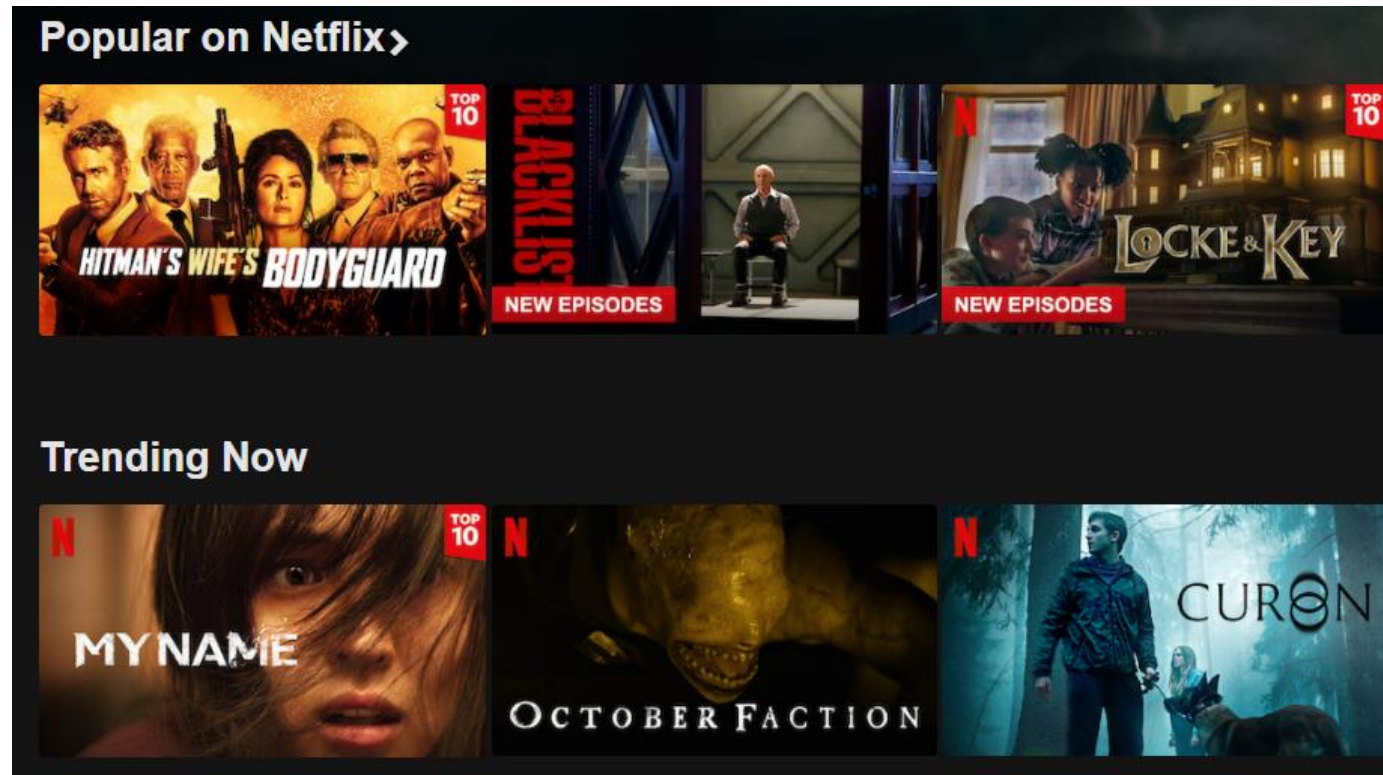 Popular on Netflix>
TOP
10
HITMAN'S WIFE'S BODYGUARD
BLACKLIST
NEW EPISODES
N
TOP
10
LOCKE & KEY
NEW EPISODES
Trending Now
N
TOP
10
MY NAME
N
OCTOBER FACTION
N
CURON